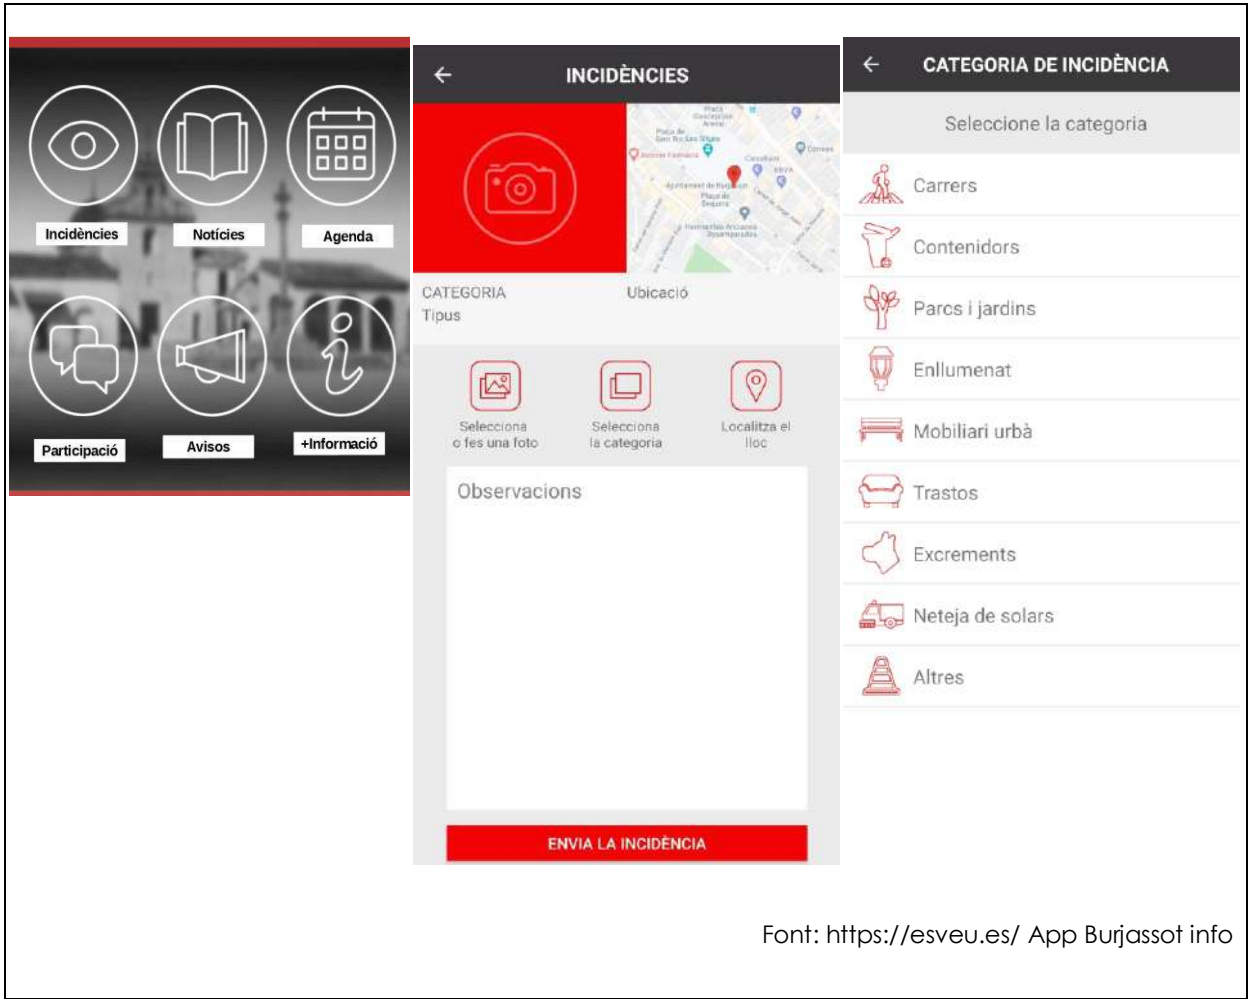 Incidències
Notícies
Agenda
Participació
Avisos
+Informació
INCIDÈNCIES
CATEGORIA
Tipus
Ubicació
Selecciona
o fes una foto
Selecciona
la categoria
Localitza el
lloc
Observacions
ENVIA LA INCIDÈNCIA
CATEGORIA DE INCIDÈNCIA
Seleccione la categoria
Carrers
Contenidors
Parcs i jardins
Enllumenat
Mobiliari urbà
Trastos
Excrements
Neteja de solars
Altres
Font: https://esveu.es/ App Burjassot info